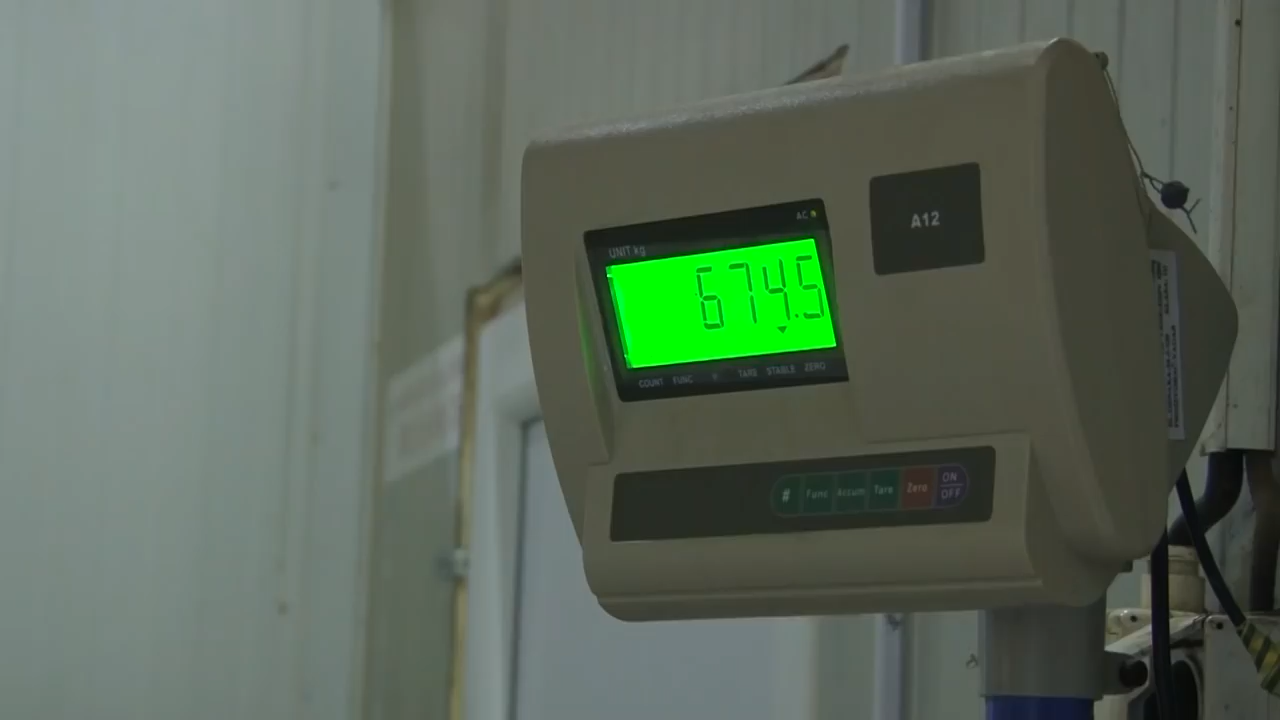 AC
UNIT kg
674.5
COUNT FUNC TARE STABLE ZERO
A12
# Func Accum Tare Zero ON/OFF